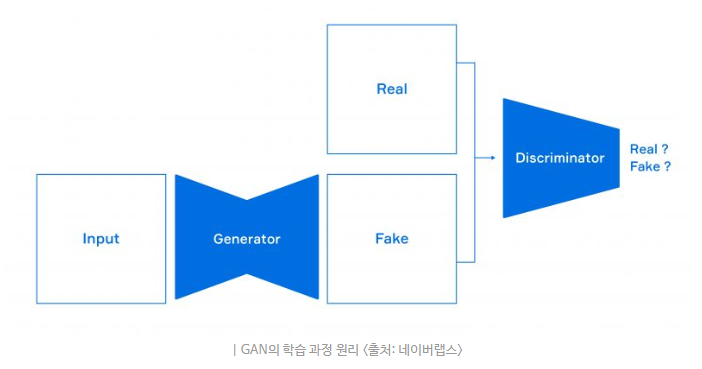 Real
Input
Generator
Fake
Discriminator
Real ?
Fake ?
| GAN의 학습 과정 원리 <출처: 네이버랩스>